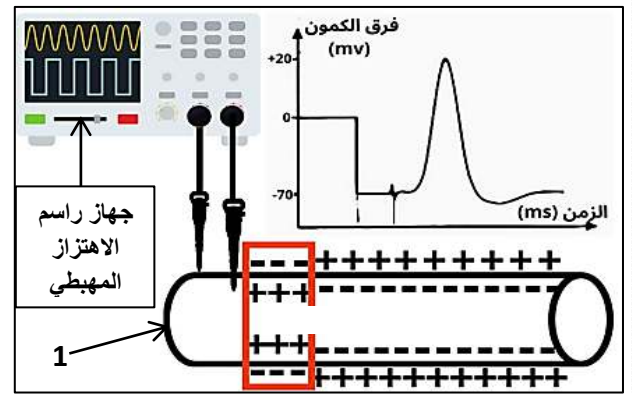 فرق الكمون
(mv)
+20
0
-70
الزمن (ms)
جهاز راسم
الاهتزاز
المهبطي
1
- - - + + + + + + + + +
+ + + - - - - - - - - -
+ + + - - - - - - - - -
- - - + + + + + + + + +